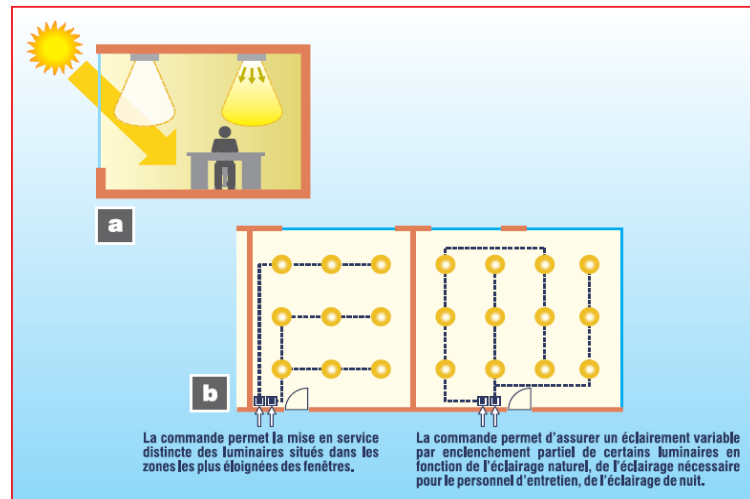 a
b
La commande permet la mise en service
distincte des luminaires situés dans les
zones les plus éloignées des fenêtres.
La commande permet d'assurer un éclairement variable
par enclenchement partiel de certains luminaires en
fonction de l'éclairage naturel, de l'éclairage nécessaire
pour le personnel d'entretien, de l'éclairage de nuit.